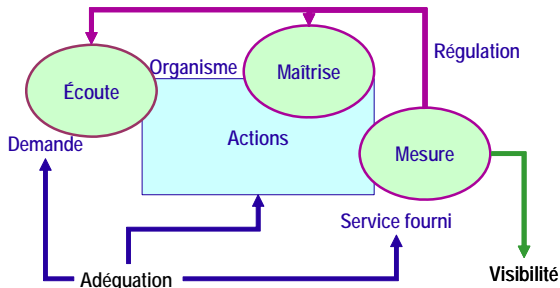 Régulation
Organisme
Maîtrise
Écoute
Actions
Demande
Mesure
Service fourni
Adéquation
Visibilité